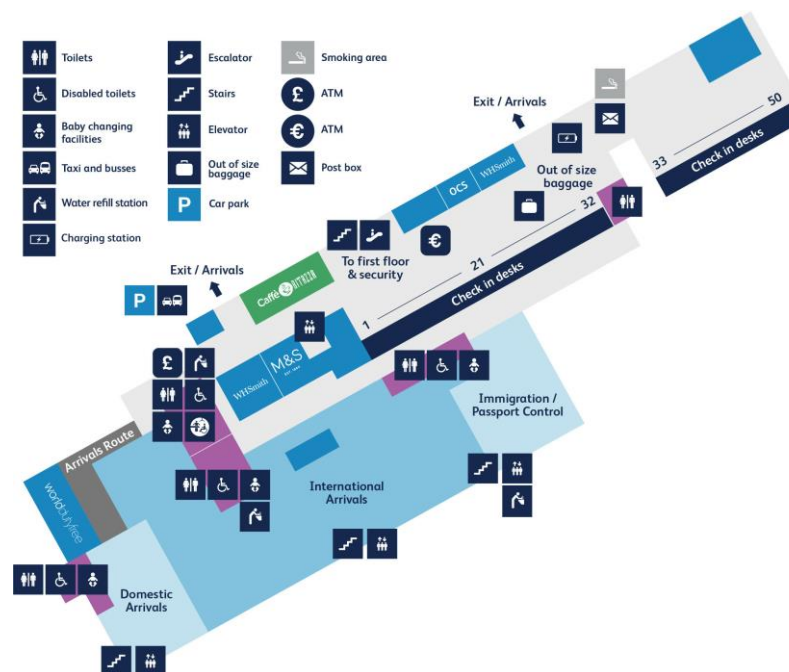 Toilets
Disabled toilets
Baby changing
facilities
Taxi and busses
Water refill station
Charging station
Escalator
Stairs
Elevator
Out of size
baggage
P
Car park
Smoking area
£
ATM
€
ATM
Post box
Exit / Arrivals
50
33
Check in desks
OCS
WHSmith
Out of size
baggage
32
€
To first floor
& security
21
Check in desks
1
Exit / Arrivals
Caffè
RITAZZA
P
£
WHSmith
M&S
EST. 1884
Immigration /
Passport Control
Arrivals Route
International
Arrivals
worlddutyfree
Domestic
Arrivals